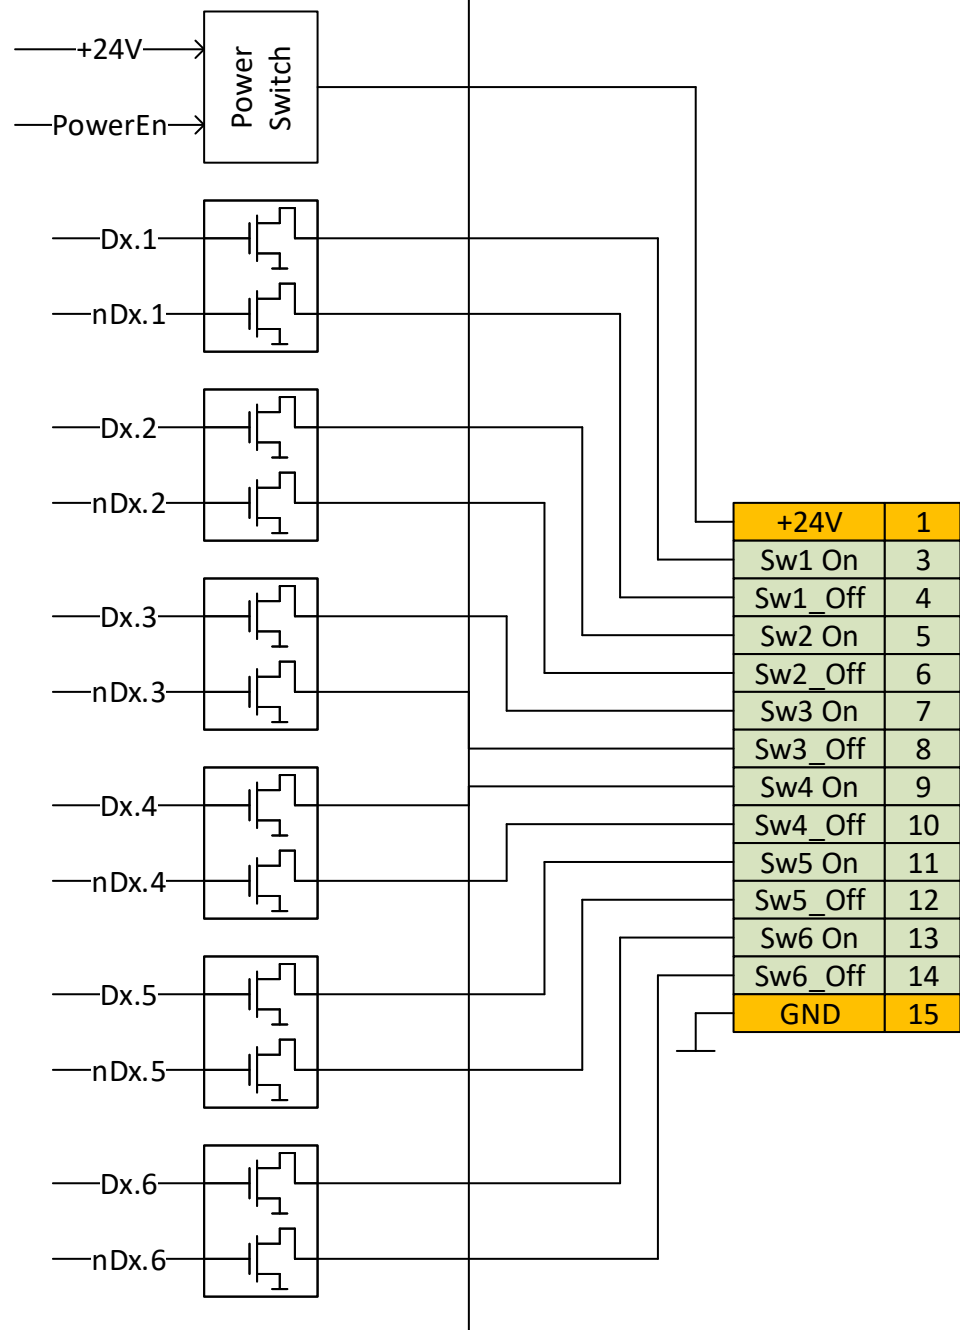 +24V
PowerEn
Power
Switch
Dx.1
nDx.1
Dx.2
nDx.2
Dx.3
nDx.3
Dx.4
nDx.4
Dx.5
nDx.5
Dx.6
nDx.6
+24V 1
Sw1 On 3
Sw1_Off 4
Sw2 On 5
Sw2_Off 6
Sw3 On 7
Sw3_Off 8
Sw4 On 9
Sw4_Off 10
Sw5 On 11
Sw5_Off 12
Sw6 On 13
Sw6_Off 14
GND 15